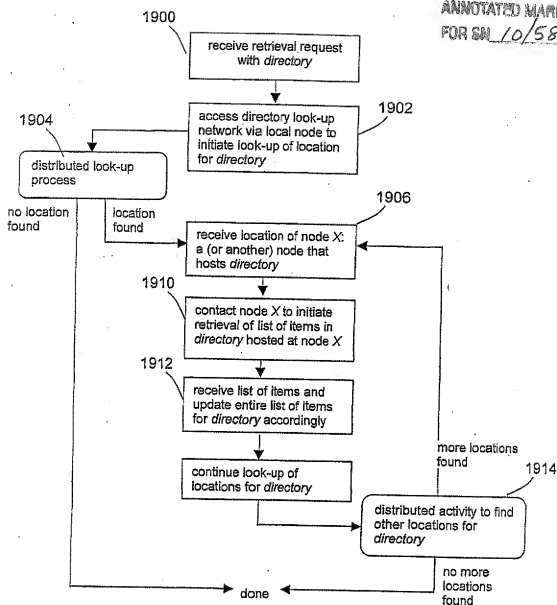 ANNOTATED
FOR SN 10/58
1900
receive retrieval request
with directory
1902
access directory look-up
network via local node to
initiate look-up of location
for directory
1904
distributed look-up
process
no location
found
location
found
1906
receive location of node X:
a (or another) node that
hosts directory
1910
contact node X to initiate
retrieval of list of items in
directory hosted at node X
1912
receive list of items and
update entire list of items
for directory accordingly
continue look-up of
locations for directory
more locations
found
1914
distributed activity to find
other locations for
directory
no more
locations
found
done